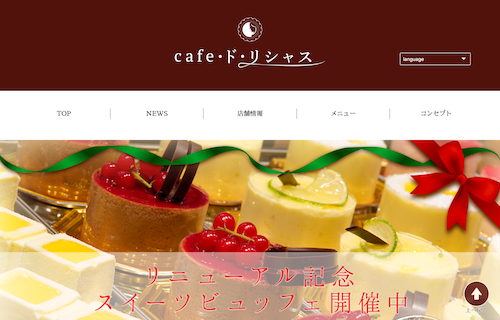 cafe・ド・リシャス
language
TOP
NEWS
店舗情報
メニュー
コンセプト
リニューアル記念
スイーツビュッフェ開催中